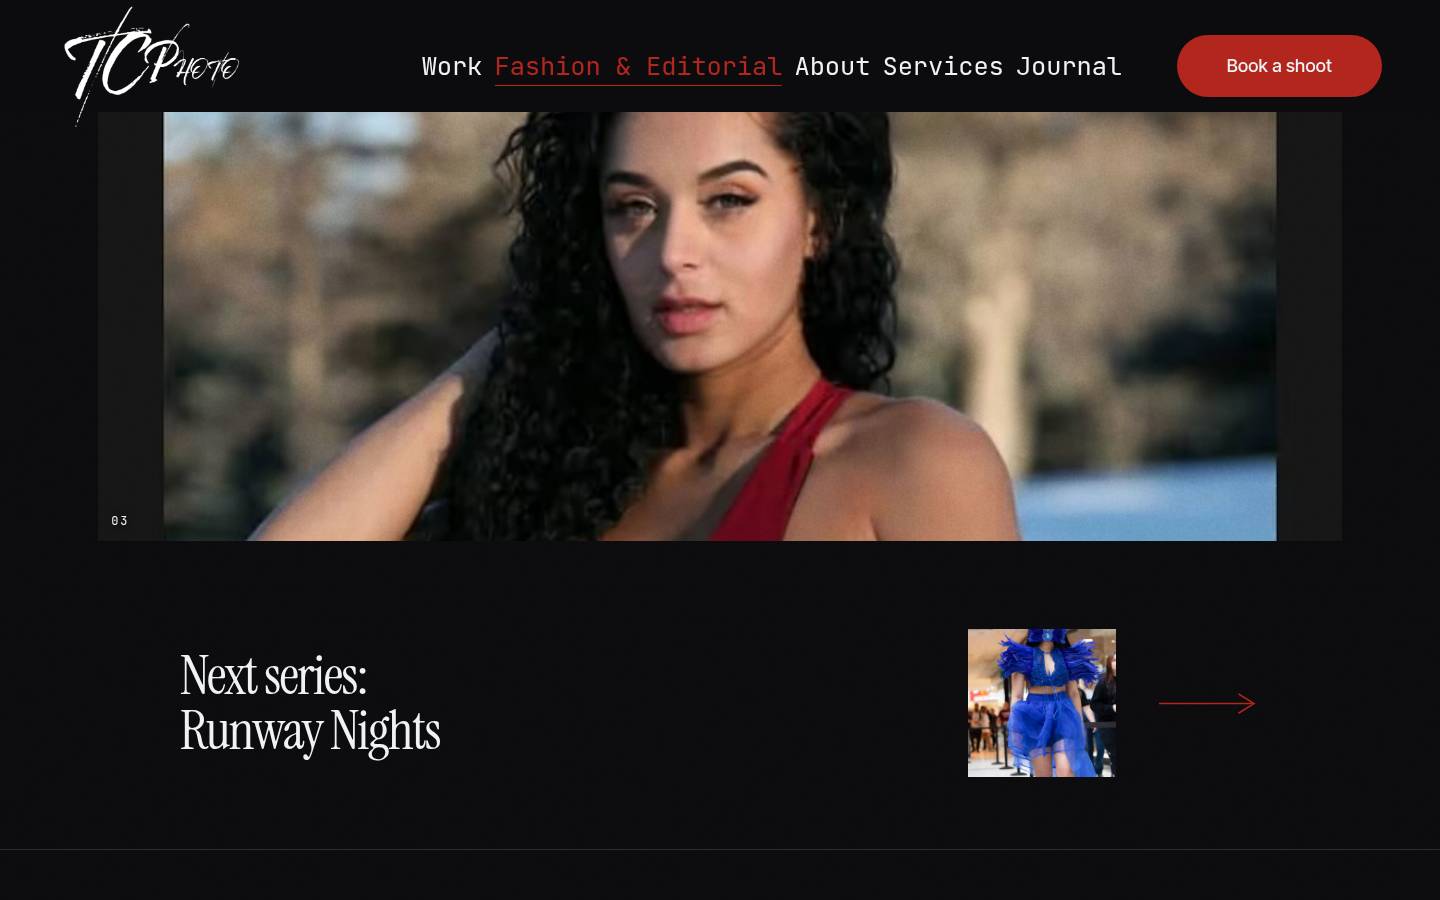 TCPHOTO
Work Fashion & Editorial About Services Journal
Book a shoot
03
Next series:
Runway Nights